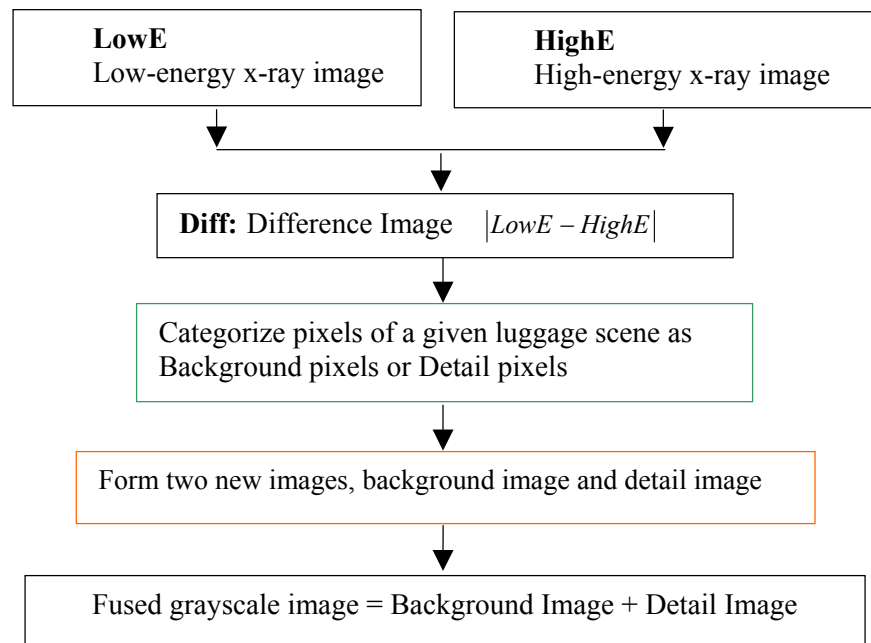 LowE
Low-energy x-ray image
HighE
High-energy x-ray image
Diff: Difference Image |LowE – HighE|
Categorize pixels of a given luggage scene as
Background pixels or Detail pixels
Form two new images, background image and detail image
Fused grayscale image = Background Image + Detail Image